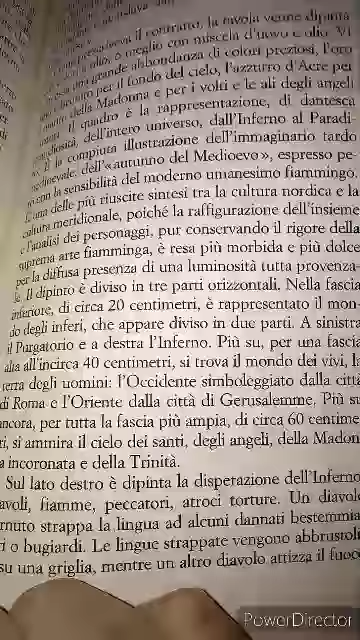 il contratto, la tavola venne dipinta
o meglio con miscela d'uovo e olio. Vi
grande abbondanza di colori preziosi, l'oro
per il fondo del cielo, l'azzurro d'Acre per
della Madonna e per i volti e le ali degli angeli
il quadro è la rappresentazione, di dantesca
dell'intero universo, dall'Inferno al Paradi-
È la compiuta illustrazione dell'immaginario tardo
dell'«autunno del Medioevo», espresso pe-
con la sensibilità del moderno umanesimo fiammingo.
una delle più riuscite sintesi tra la cultura nordica e la
cultura meridionale, poiché la raffigurazione dell'insieme
e l'analisi dei personaggi, pur conservando il rigore della
suprema arte fiamminga, è resa più morbida e più dolce
per la diffusa presenza di una luminosità tutta provenza-
le. Il dipinto è diviso in tre parti orizzontali. Nella fascia
inferiore, di circa 20 centimetri, è rappresentato il mon-
do degli inferi, che appare diviso in due parti. A sinistra
il Purgatorio e a destra l'Inferno. Più su, per una fascia
alta all'incirca 40 centimetri, si trova il mondo dei vivi, la
terra degli uomini: l'Occidente simboleggiato dalla città
di Roma e l'Oriente dalla città di Gerusalemme. Più su
ancora, per tutta la fascia più ampia, di circa 60 centime
ri, si ammira il cielo dei santi, degli angeli, della Madon
a incoronata e della Trinità.
Sul lato destro è dipinta la disperazione dell'Inferno
avoli, fiamme, peccatori, atroci torture. Un diavolo
rnuto strappa la lingua ad alcuni dannati bestemmia
ri o bugiardi. Le lingue strappate vengono abbrustoli
su una griglia, mentre un altro diavolo attizza il fuoco
PowerDirector